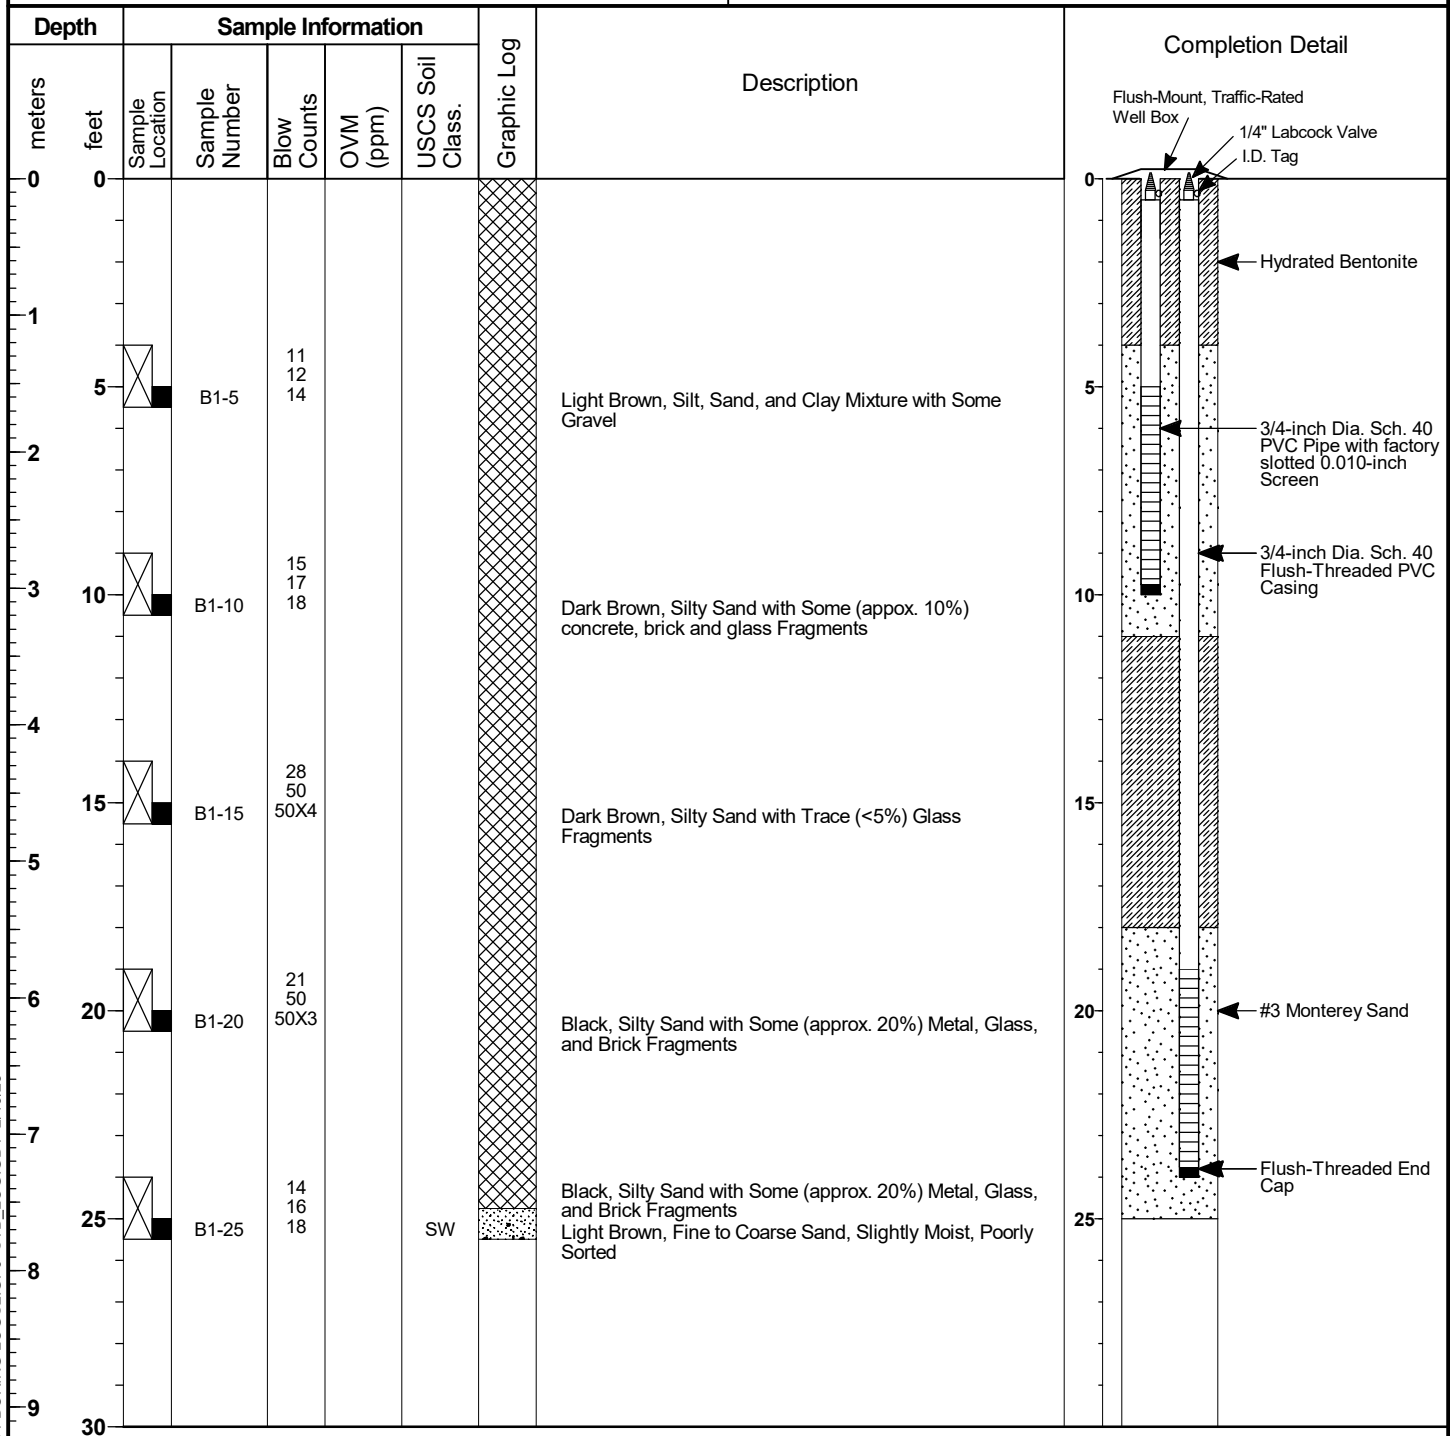 Depth
Sample Information
meters
feet
Sample Location
Sample Number
Blow Counts
OVM (ppm)
USCS Soil Class.
Graphic Log
Description
Completion Detail
Flush-Mount, Traffic-Rated
Well Box
1/4" Labcock Valve
I.D. Tag
0 0 0
Hydrated Bentonite
1
11
12
5 B1-5 14
Light Brown, Silt, Sand, and Clay Mixture with Some
Gravel
5
3/4-inch Dia. Sch. 40
PVC Pipe with factory
slotted 0.010-inch
Screen
2
15
17
3 10 B1-10 18
Dark Brown, Silty Sand with Some (appox. 10%)
concrete, brick and glass Fragments
3/4-inch Dia. Sch. 40
Flush-Threaded PVC
Casing
10
4
28
50
15 B1-15 50X4
Dark Brown, Silty Sand with Trace (<5%) Glass
Fragments
15
5
21
50
6 20 B1-20 50X3
Black, Silty Sand with Some (approx. 20%) Metal, Glass,
and Brick Fragments
20 #3 Monterey Sand
7
14
16
25 B1-25 18 SW
Black, Silty Sand with Some (approx. 20%) Metal, Glass,
and Brick Fragments
Light Brown, Fine to Coarse Sand, Slightly Moist, Poorly
Sorted
Flush-Threaded End
Cap
25
8
9
30